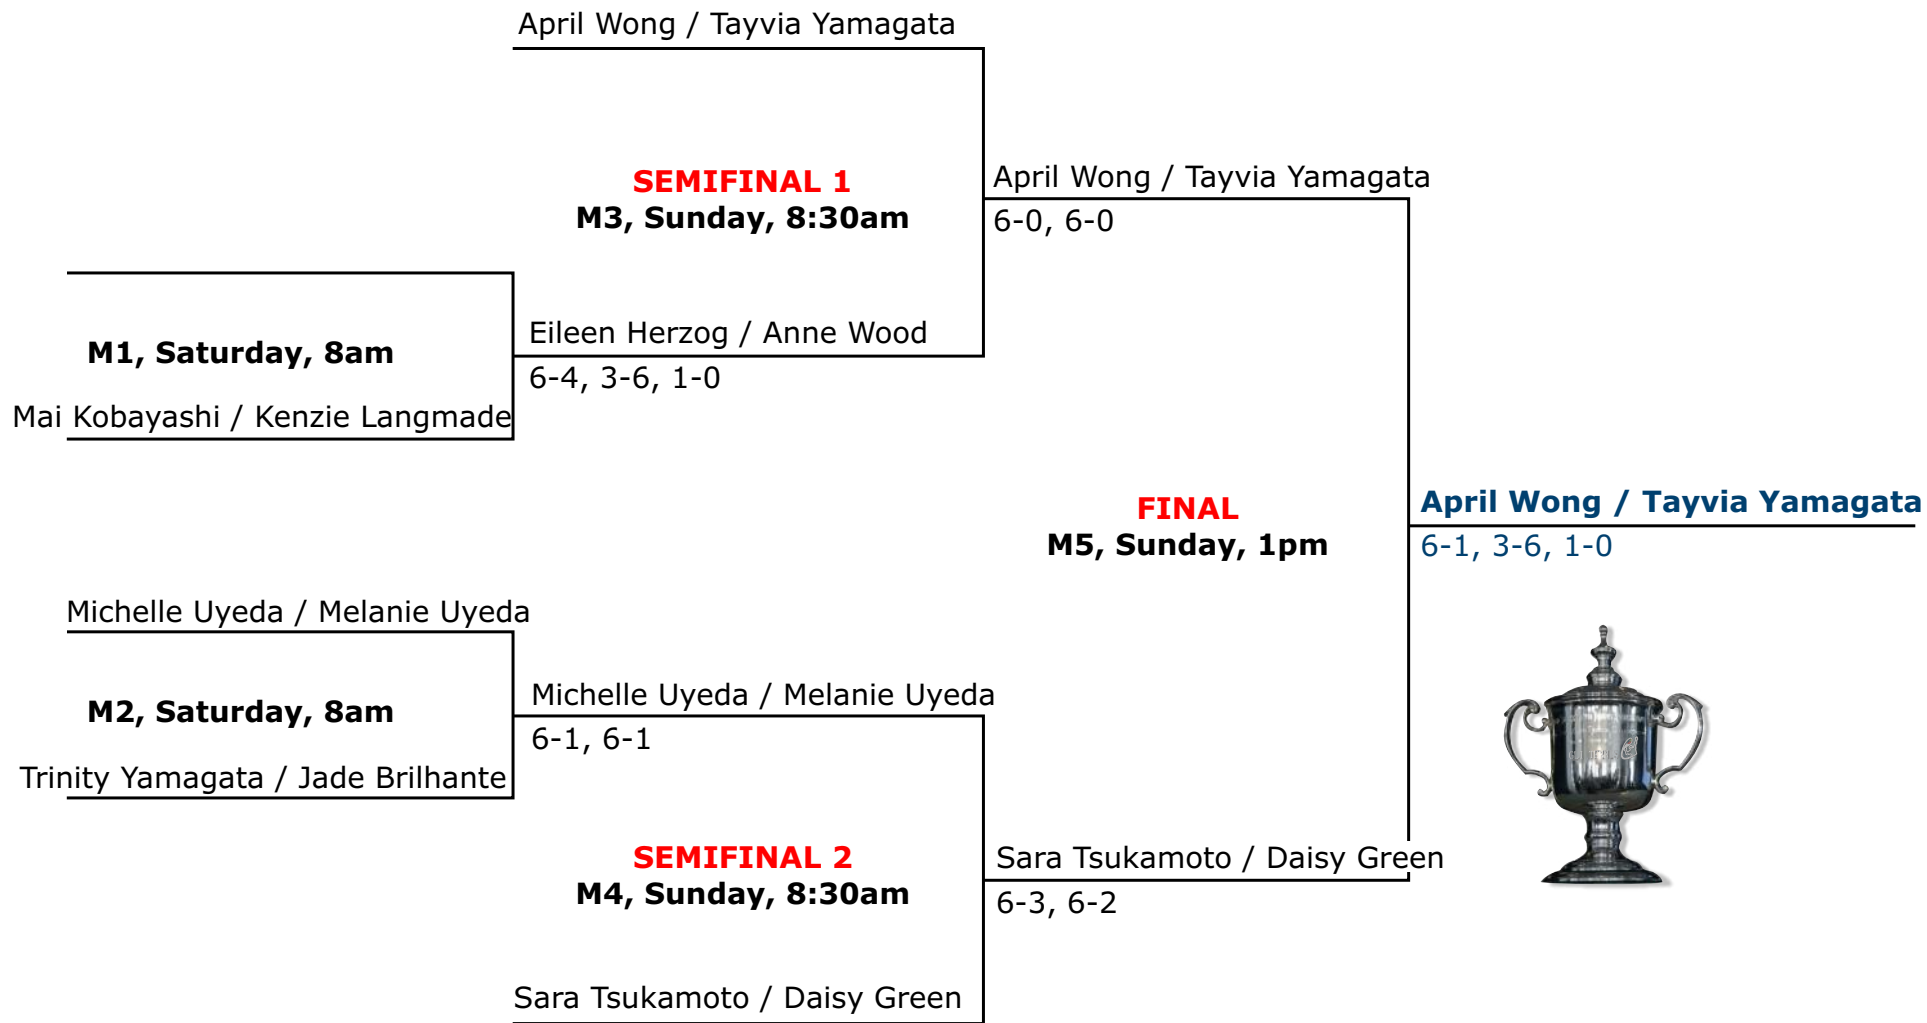 April Wong / Tayvia Yamagata
SEMIFINAL 1
M3, Sunday, 8:30am
April Wong / Tayvia Yamagata
6-0, 6-0
M1, Saturday, 8am
Mai Kobayashi / Kenzie Langmade
Eileen Herzog / Anne Wood
6-4, 3-6, 1-0
FINAL
M5, Sunday, 1pm
April Wong / Tayvia Yamagata
6-1, 3-6, 1-0
Michelle Uyeda / Melanie Uyeda
M2, Saturday, 8am
Trinity Yamagata / Jade Brilhante
Michelle Uyeda / Melanie Uyeda
6-1, 6-1
SEMIFINAL 2
M4, Sunday, 8:30am
Sara Tsukamoto / Daisy Green
6-3, 6-2
Sara Tsukamoto / Daisy Green